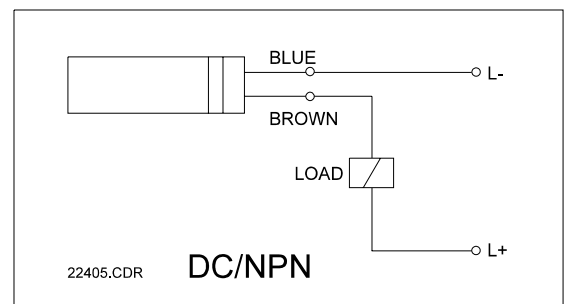 BLUE
L-
BROWN
LOAD
L+
22405.CDR
DC/NPN